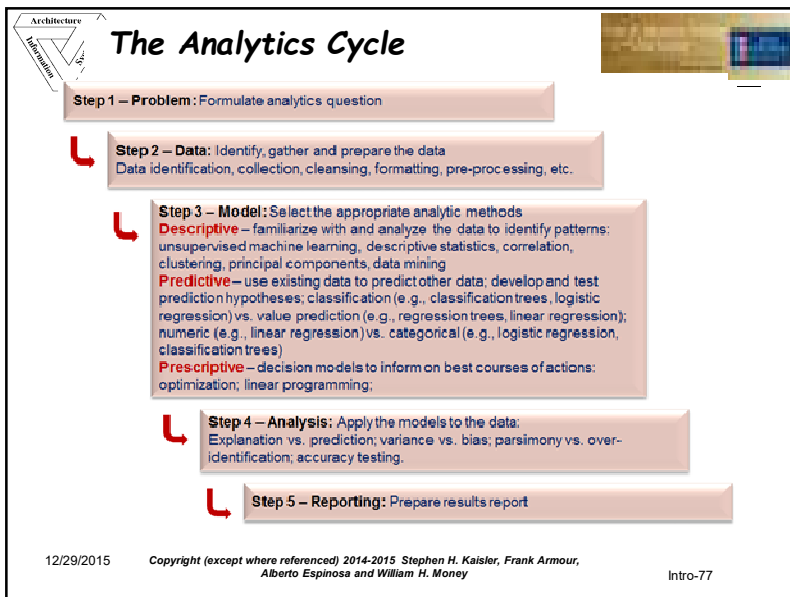 Architecture
Information
The Analytics Cycle
Step 1 – Problem: Formulate analytics question
Step 2 – Data: Identify, gather and prepare the data
Data identification, collection, cleansing, formatting, pre-processing, etc.
Step 3 – Model: Select the appropriate analytic methods
Descriptive – familiarize with and analyze the data to identify patterns:
unsupervised machine learning, descriptive statistics, correlation,
clustering, principal components, data mining
Predictive – use existing data to predict other data; develop and test
prediction hypotheses; classification (e.g., classification trees, logistic
regression) vs. value prediction (e.g., regression trees, linear regression);
numeric (e.g., linear regression) vs. categorical (e.g., logistic regression,
classification trees)
Prescriptive – decision models to inform on best courses of actions:
optimization; linear programming;
Step 4 – Analysis: Apply the models to the data:
Explanation vs. prediction; variance vs. bias; parsimony vs. over-
identification; accuracy testing.
Step 5 – Reporting: Prepare results report
12/29/2015
Copyright (except where referenced) 2014-2015 Stephen H. Kaisler, Frank Armour,
Alberto Espinosa and William H. Money
Intro-77